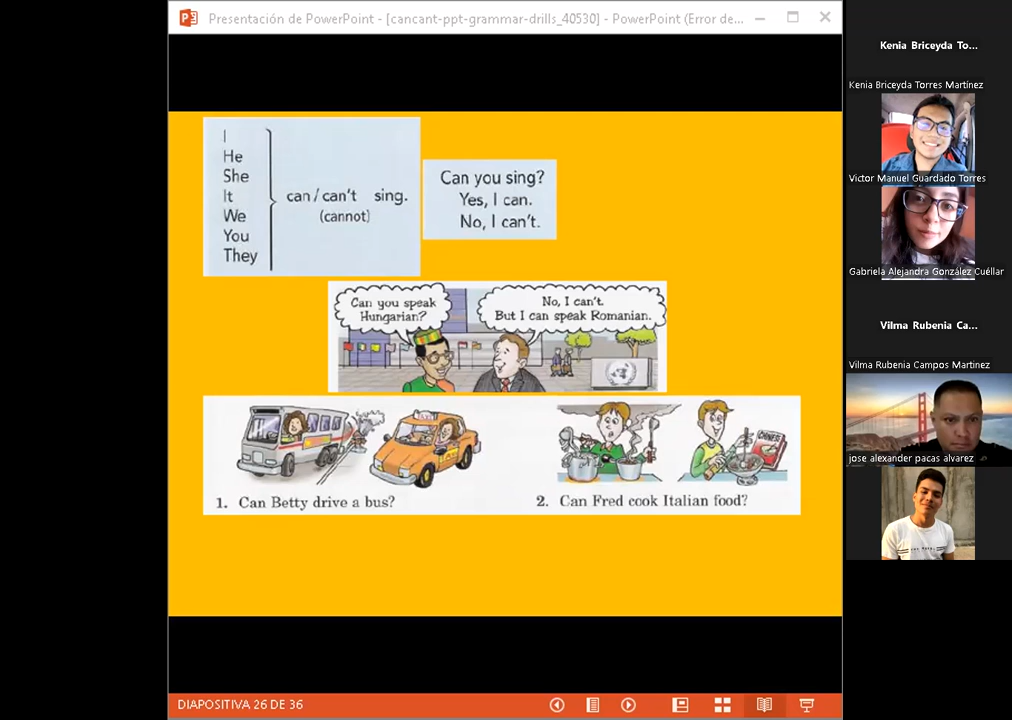 Presentación de PowerPoint - [cancant-ppt-grammar-drills_40530] - PowerPoint (Error de...
I
He
She
It
We
You
They
can / can't sing.
(cannot)
Can you sing?
Yes, I can.
No, I can't.
Can you speak
Hungarian?
No, I can't.
But I can speak Romanian.
TAXI
CHINESE
1. Can Betty drive a bus?
2. Can Fred cook Italian food?
DIAPOSITIVA 26 DE 36
Kenia Briceyda To...
Kenia Briceyda Torres Martínez
Victor Manuel Guardado Torres
Gabriela Alejandra González Cuéllar
Vilma Rubenia Ca...
Vilma Rubenia Campos Martinez
jose alexander pacas alvarez